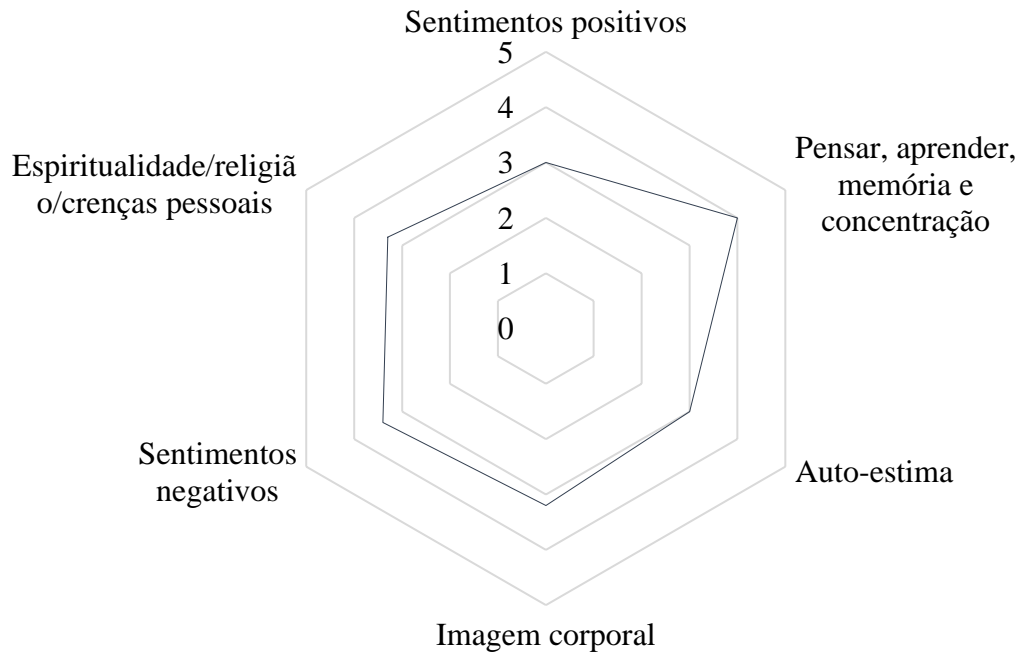 Sentimentos positivos
5
4
3
2
1
0
Pensar, aprender,
memória e
concentração
Auto-estima
Imagem corporal
Sentimentos
negativos
Espiritualidade/religiã
o/crenças pessoais